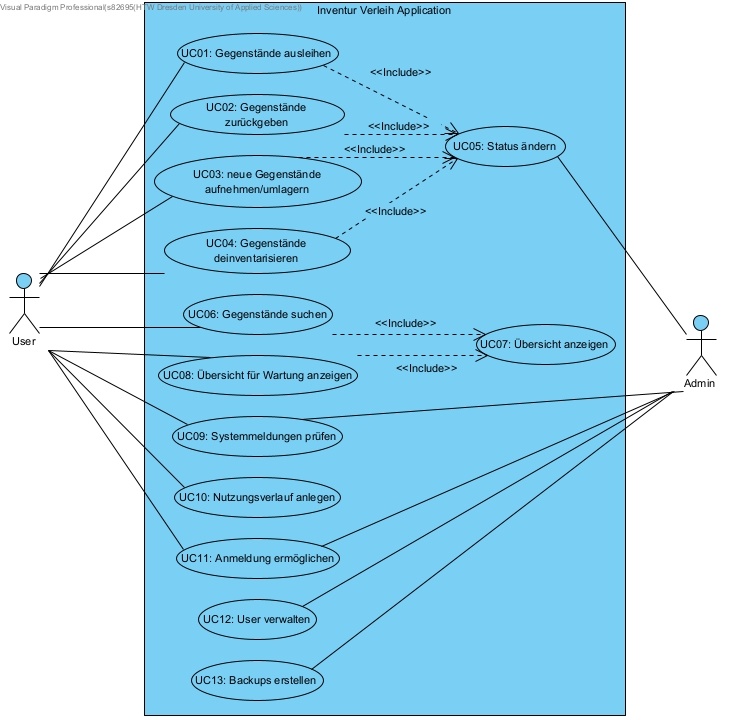 Visual Paradigm Professional(s82695(HTW Dresden University of Applied Sciences))
Inventur Verleih Application
UC01: Gegenstände ausleihen
<<Include>>
UC02: Gegenstände
zurückgeben
<<Include>>
UC05: Status ändern
<<Include>>
UC03: neue Gegenstände
aufnehmen/umlagern
<<Include>>
UC04: Gegenstände
deinventarisieren
UC06: Gegenstände suchen
<<Include>>
User
UC07: Übersicht anzeigen
<<Include>>
UC08: Übersicht für Wartung anzeigen
Admin
UC09: Systemmeldungen prüfen
UC10: Nutzungsverlauf anlegen
UC11: Anmeldung ermöglichen
UC12: User verwalten
UC13: Backups erstellen